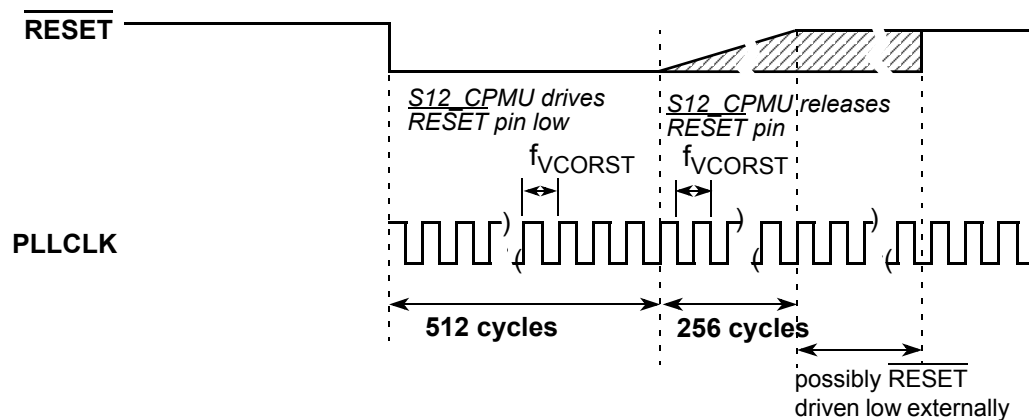 RESET
S12_CPMU drives
RESET pin low
S12_CPMU releases
RESET pin
fVCORST
fVCORST
PLLCLK
)
(
)
(
)
(
512 cycles
256 cycles
possibly RESET
driven low externally